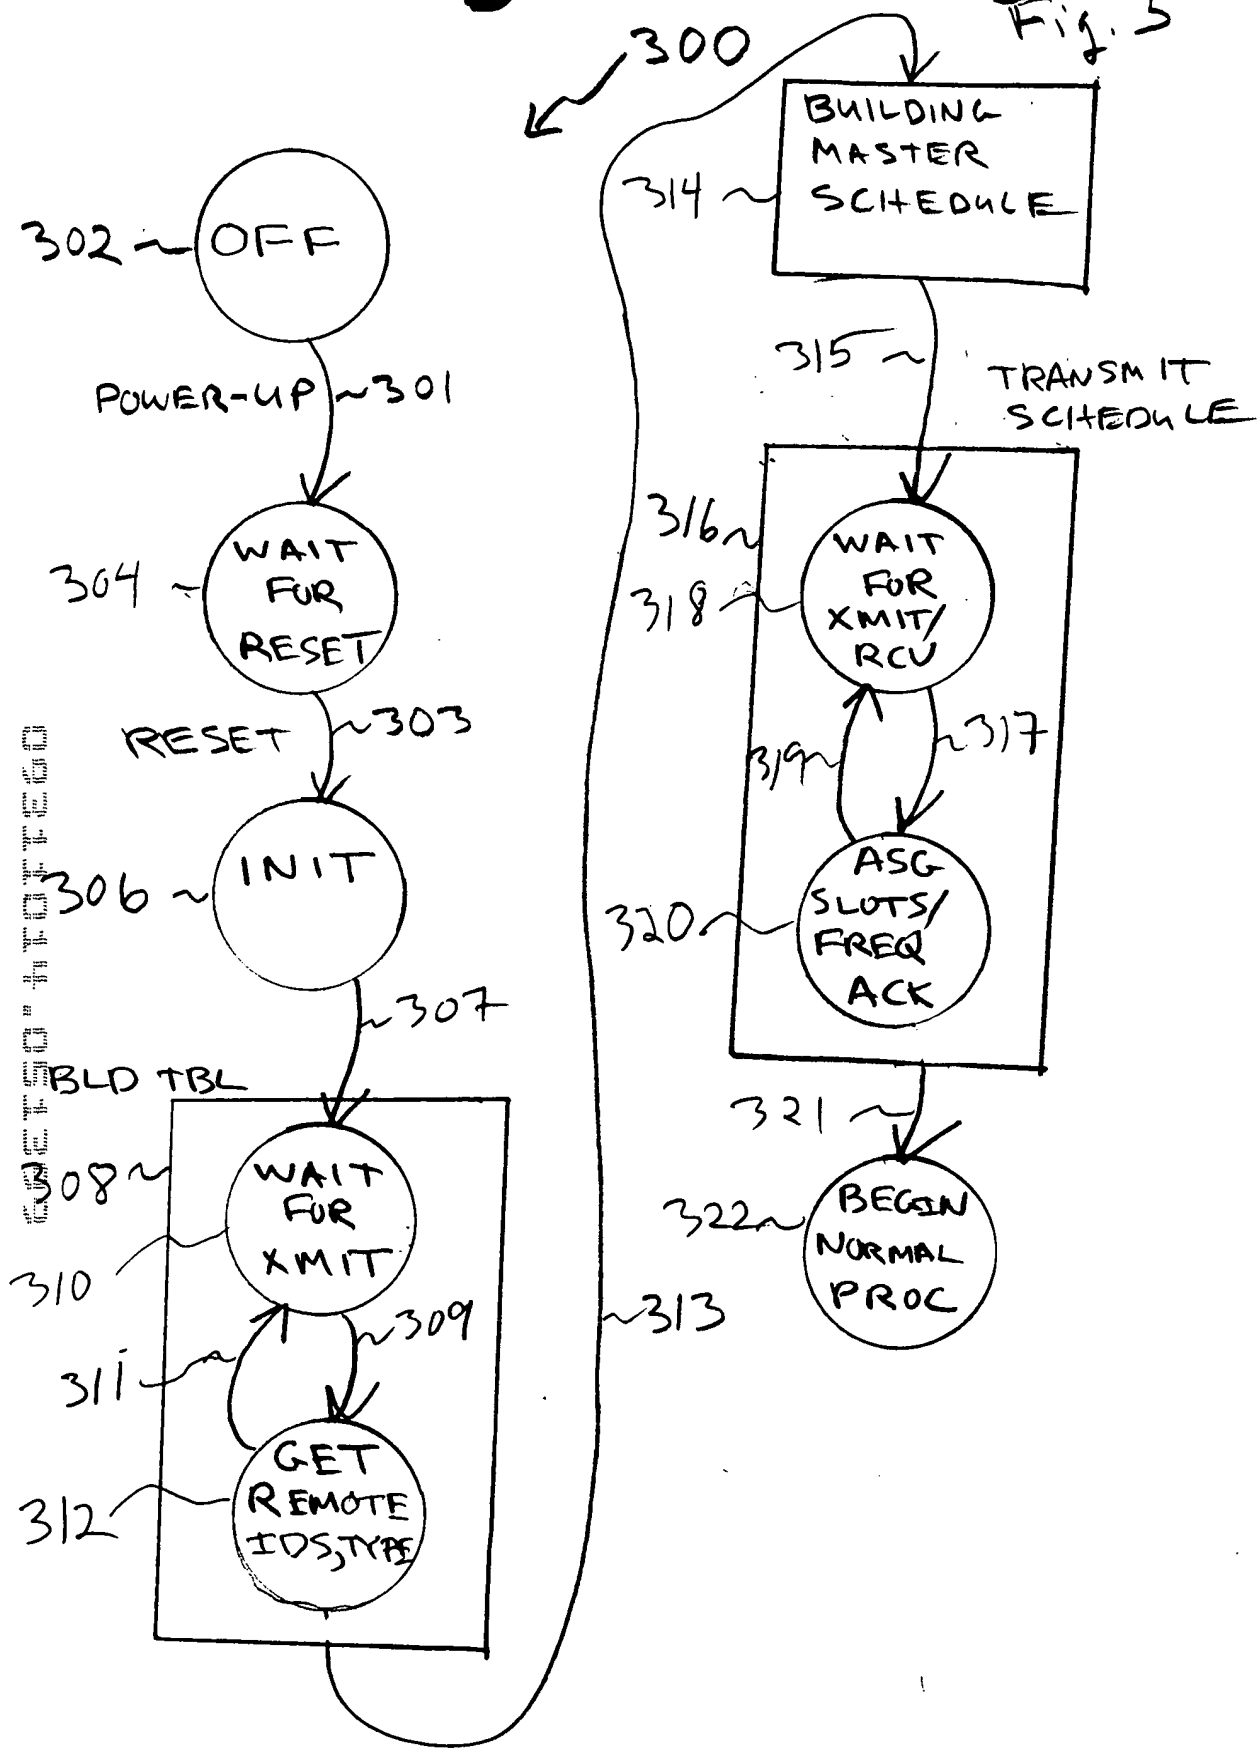 Fig. 5
300
302
OFF
POWER-UP
301
304
WAIT
FOR
RESET
RESET
303
306
INIT
307
BLD TBL
308
310
WAIT
FOR
XMIT
311
309
312
GET
REMOTE
IDS,TYPE
313
314
BUILDING
MASTER
SCHEDULE
315
TRANSMIT
SCHEDULE
316
318
WAIT
FOR
XMIT/
RCV
319
317
320
ASG
SLOTS/
FREQ
ACK
321
322
BEGIN
NORMAL
PROC